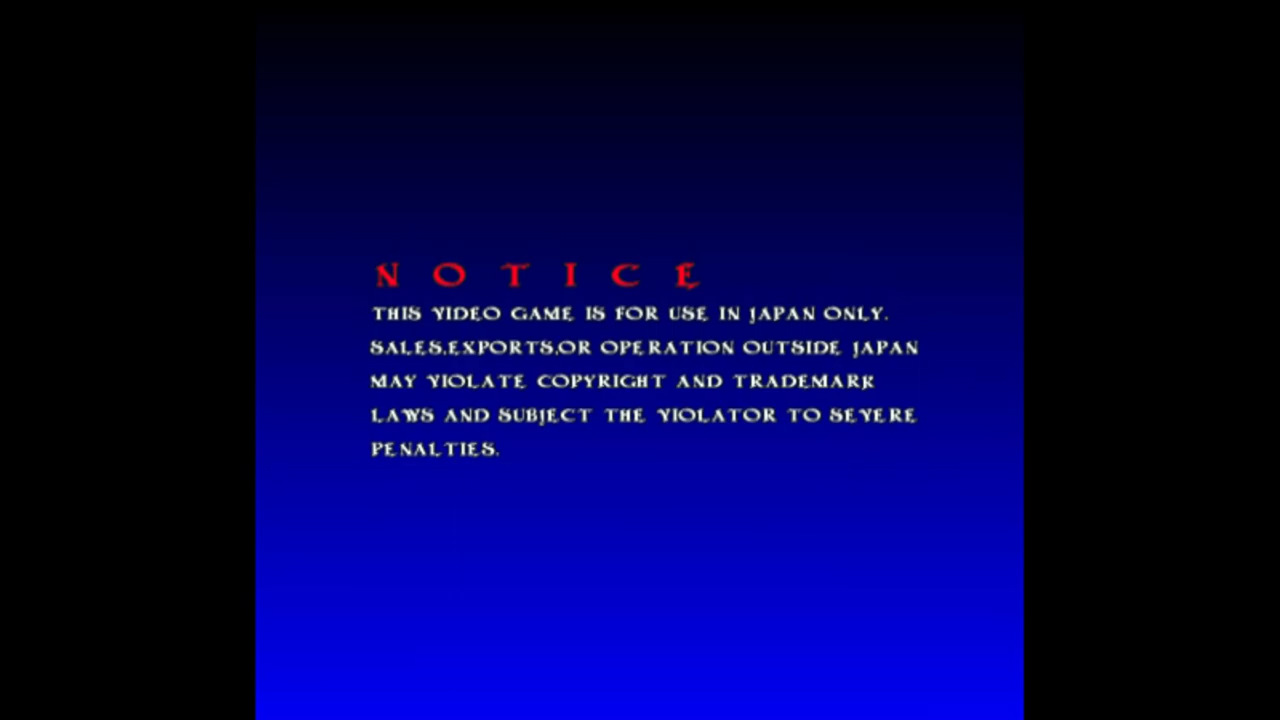 NOTICE
THIS VIDEO GAME IS FOR USE IN JAPAN ONLY.
SALES,EXPORTS,OR OPERATION OUTSIDE JAPAN
MAY VIOLATE COPYRIGHT AND TRADEMARK
LAWS AND SUBJECT THE VIOLATOR TO SEVERE
PENALTIES.